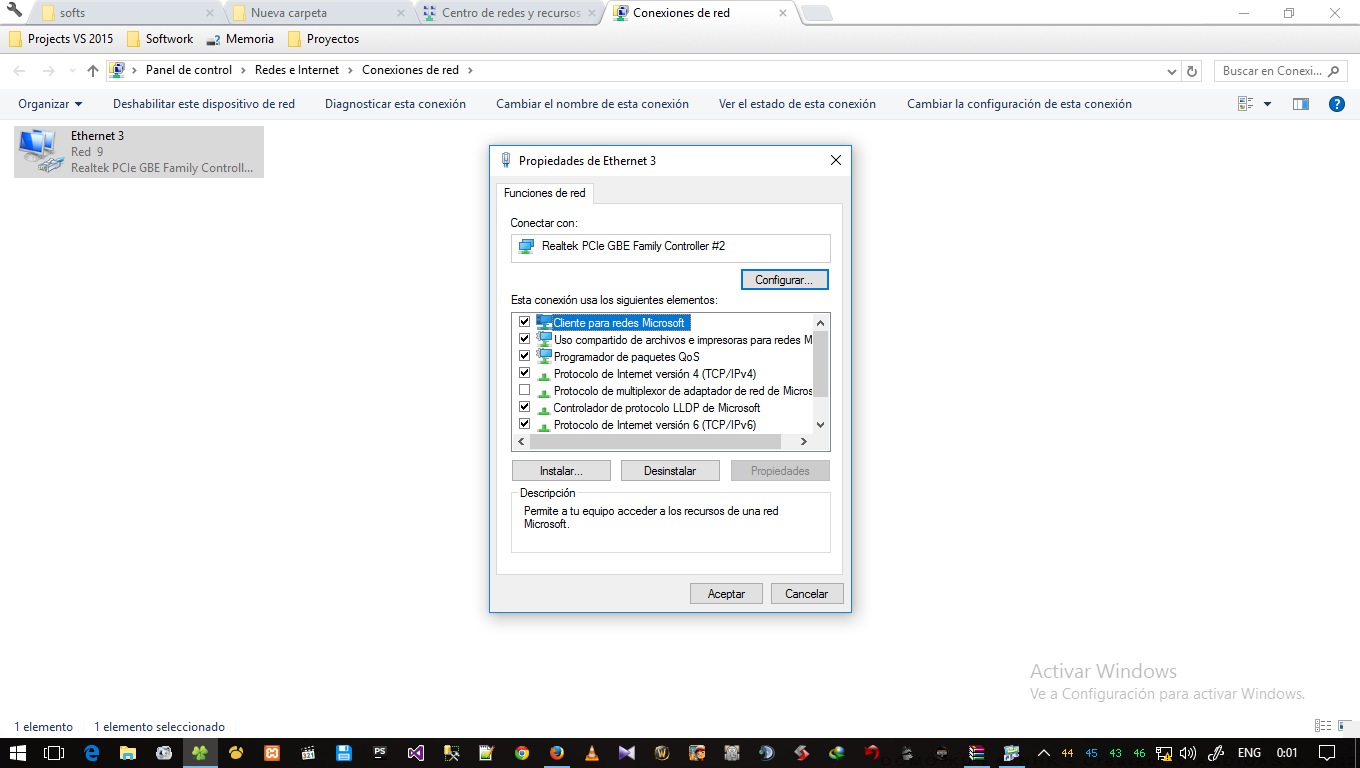 softs
Nueva carpeta
Centro de redes y recursos
Conexiones de red
Projects VS 2015
Softwork
Memoria
Proyectos
Panel de control
Redes e Internet
Conexiones de red
Buscar en Conexi...
Organizar
Deshabilitar este dispositivo de red
Diagnosticar esta conexión
Cambiar el nombre de esta conexión
Ver el estado de esta conexión
Cambiar la configuración de esta conexión
Ethernet 3
Red 9
Realtek PCIe GBE Family Controll...
Propiedades de Ethernet 3
Funciones de red
Conectar con:
Realtek PCIe GBE Family Controller #2
Configurar...
Esta conexión usa los siguientes elementos:
Cliente para redes Microsoft
Uso compartido de archivos e impresoras para redes M
Programador de paquetes QoS
Protocolo de Internet versión 4 (TCP/IPv4)
Protocolo de multiplexor de adaptador de red de Micros
Controlador de protocolo LLDP de Microsoft
Protocolo de Internet versión 6 (TCP/IPv6)
Instalar...
Desinstalar
Propiedades
Descripción
Permite a tu equipo acceder a los recursos de una red
Microsoft.
Aceptar
Cancelar
Activar Windows
Ve a Configuración para activar Windows.
1 elemento
1 elemento seleccionado
44
45
43
46
ENG
0:01